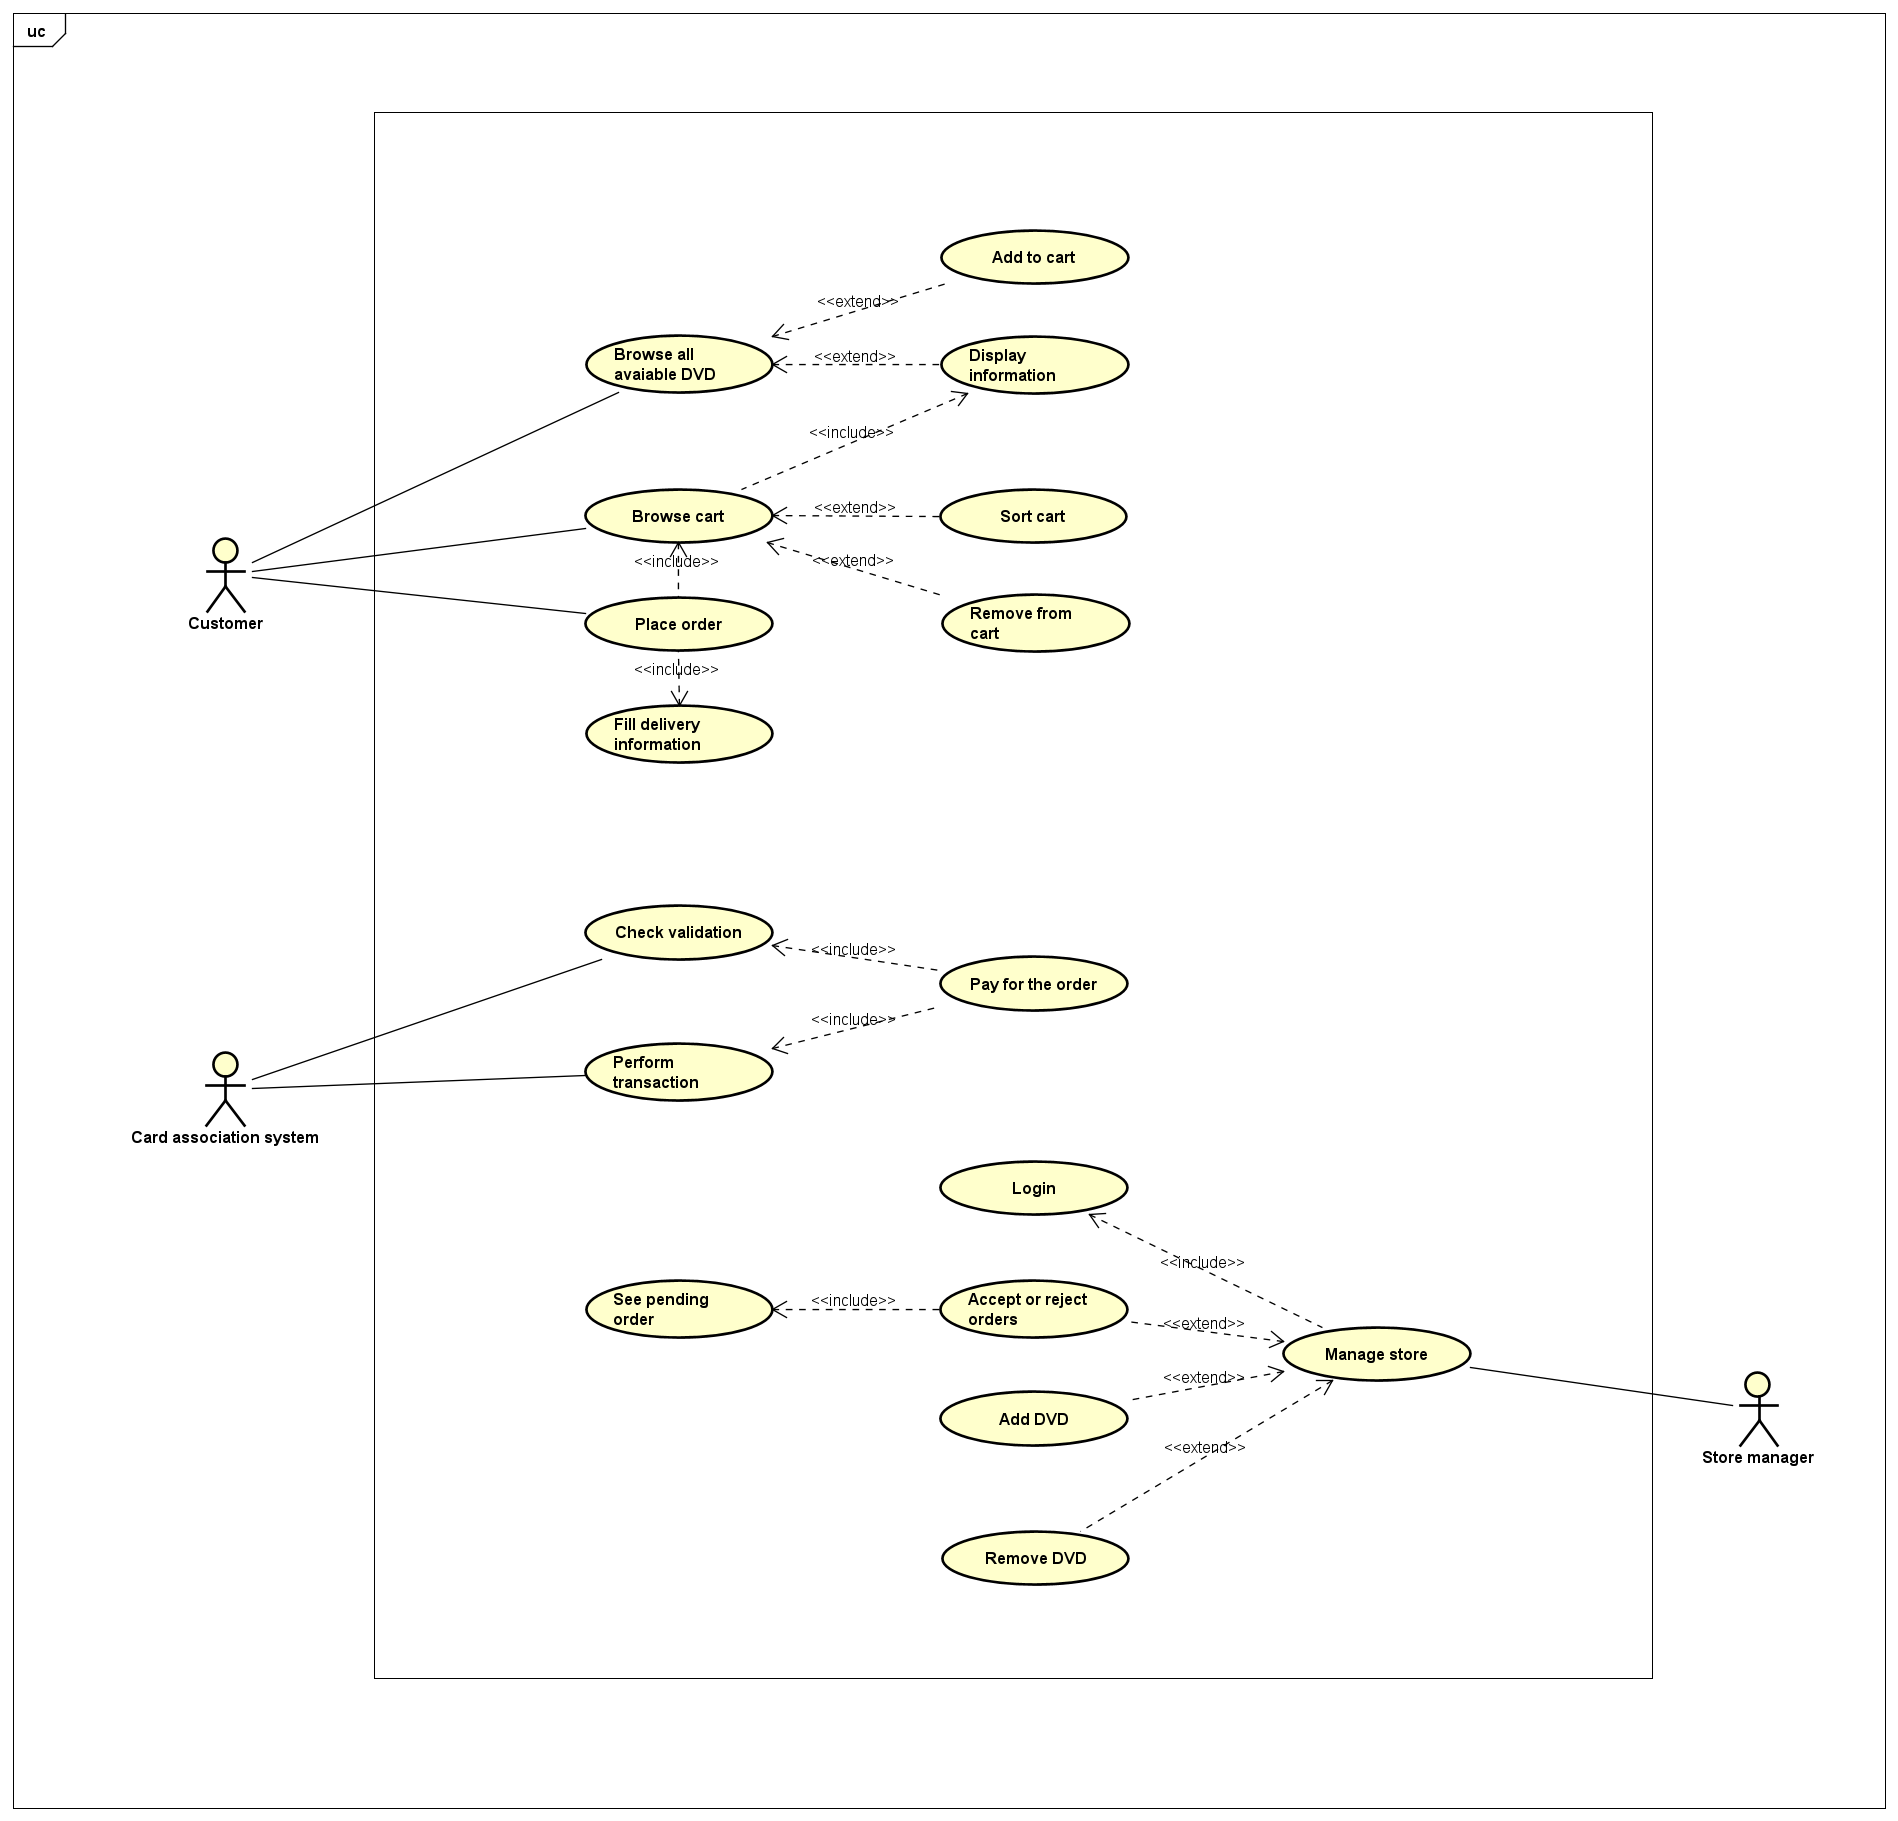 uc
Add to cart
<<extend>>
Browse all
avaiable DVD
<<extend>>
Display
information
<<include>>
Browse cart
<<extend>>
Sort cart
<<include>>
<<extend>>
Customer
Place order
Remove from
cart
<<include>>
Fill delivery
information
Check validation
<<include>>
Pay for the order
<<include>>
Perform
transaction
Card association system
Login
<<include>>
See pending
order
<<include>>
Accept or reject
orders
<<extend>>
Manage store
<<extend>>
Add DVD
<<extend>>
Store manager
Remove DVD